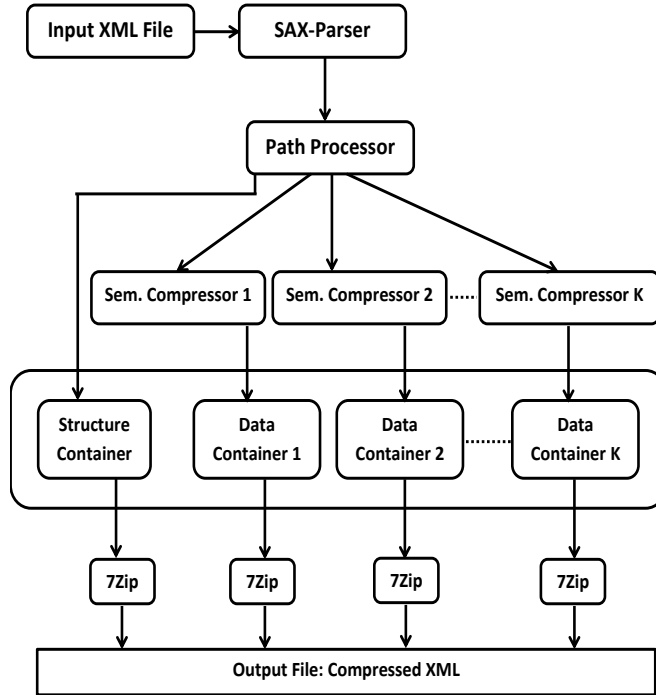 Input XML File
SAX-Parser
Path Processor
Sem. Compressor 1
Sem. Compressor 2
Sem. Compressor K
Structure
Container
Data
Container 1
Data
Container 2
Data
Container K
7Zip
7Zip
7Zip
7Zip
Output File: Compressed XML